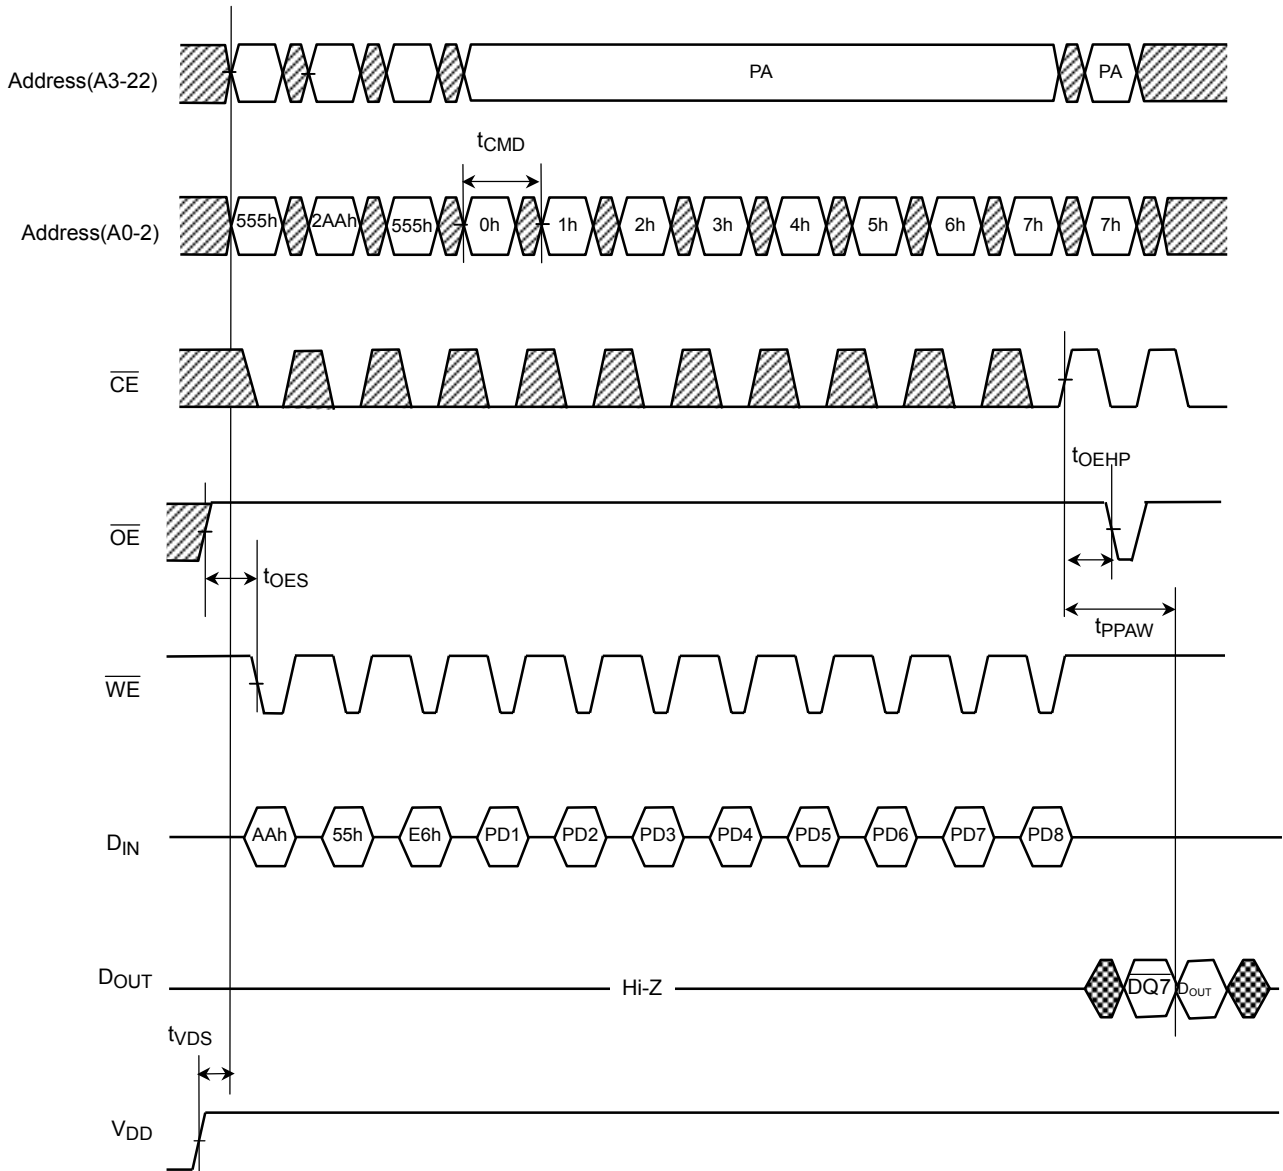 Address(A3-22)
PA
PA
tCMD
Address(A0-2)
555h 2AAh 555h 0h 1h 2h 3h 4h 5h 6h 7h 7h
CE
tOEHP
OE
tOES
tPPAW
WE
DIN
AAh 55h E6h PD1 PD2 PD3 PD4 PD5 PD6 PD7 PD8
DOUT
Hi-Z
DQ7 DOUT
tVDS
VDD